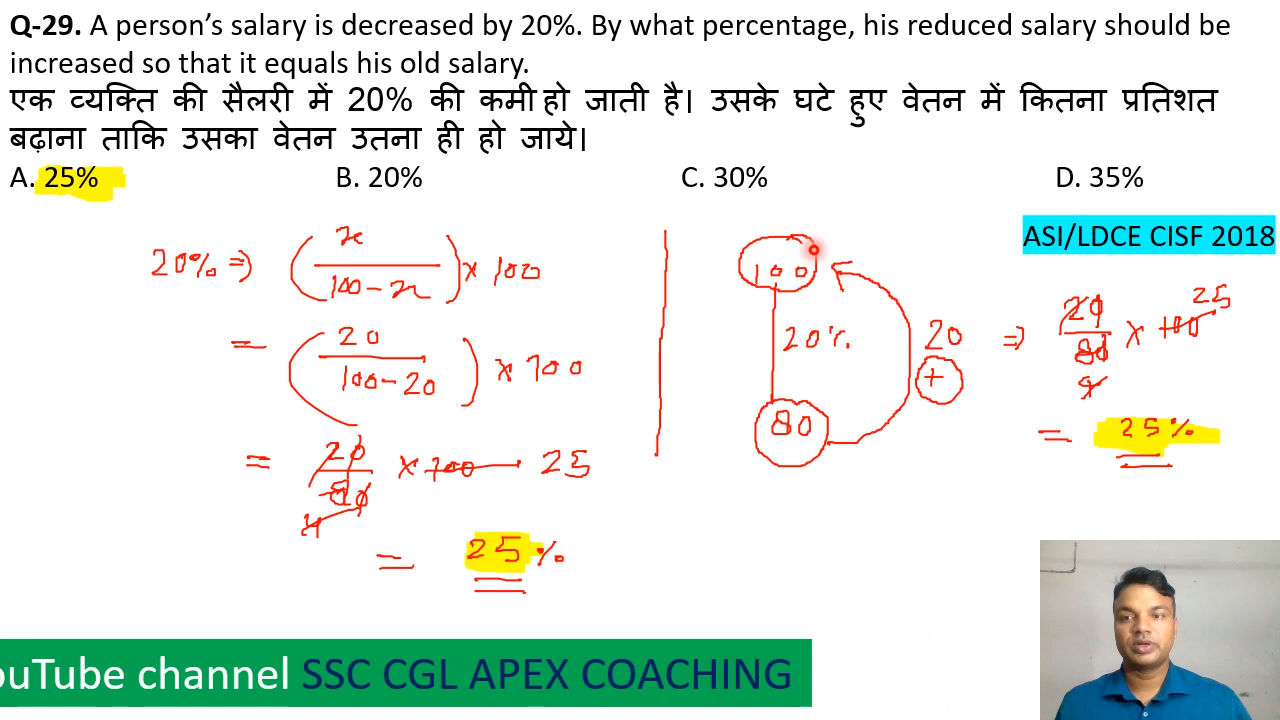 Q-29. A person’s salary is decreased by 20%. By what percentage, his reduced salary should be
increased so that it equals his old salary.
एक व्यक्ति की सैलरी में 20% की कमी हो जाती है। उसके घटे हुए वेतन में कितना प्रतिशत
बढ़ाना ताकि उसका वेतन उतना ही हो जाये।
A. 25% B. 20% C. 30% D. 35%
ASI/LDCE CISF 2018
20% ⇒ ( x / 100 - x ) × 100
= ( 20 / 100 - 20 ) × 100
= 20 / 80 × 100 25
4
= 25%
100
20%
80
20
+
⇒ 20 / 80 × 100 25
4
= 25%
ouTube channel SSC CGL APEX COACHING